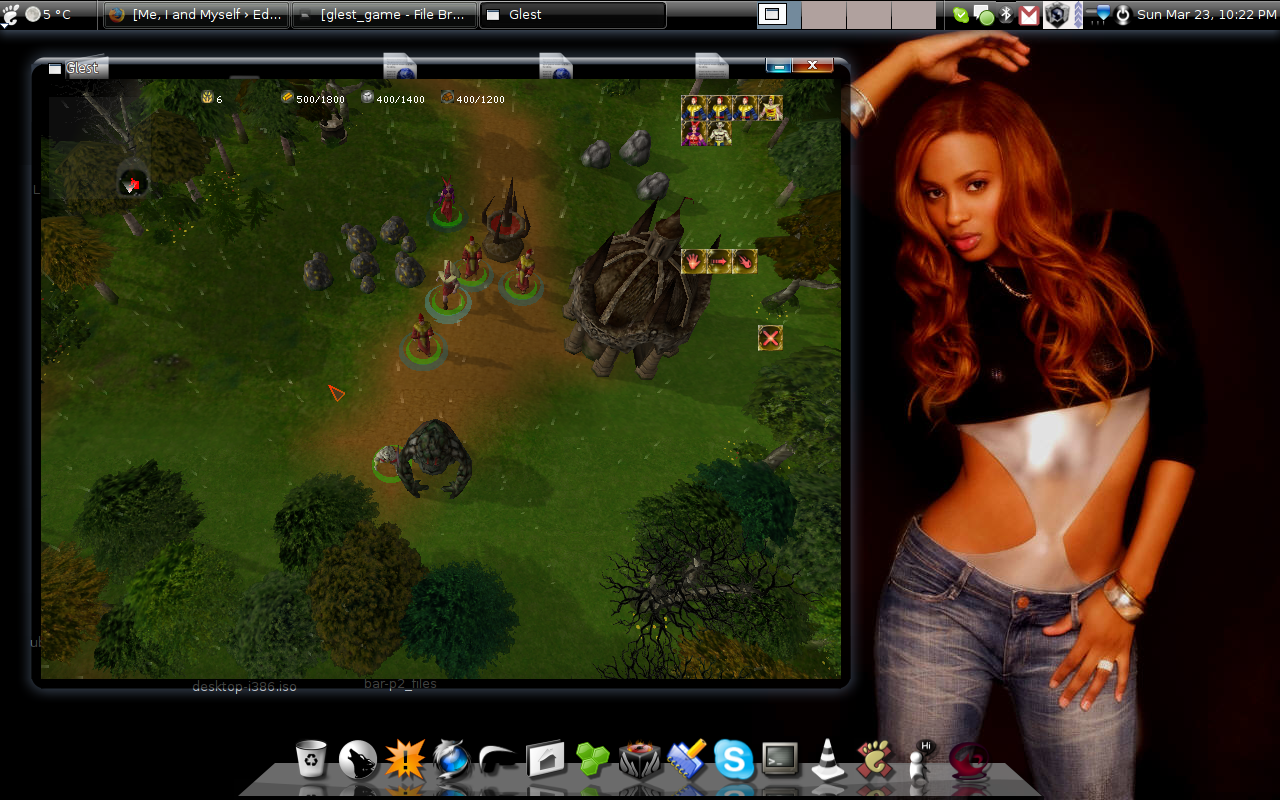 5 °C
[Me, I and Myself › Ed...
[glest_game - File Br...
Glest
Sun Mar 23, 10:22 PM
Glest
X
6
500/1800
400/1400
400/1200
desktop-i386.iso
bar-p2_tiles
Hi